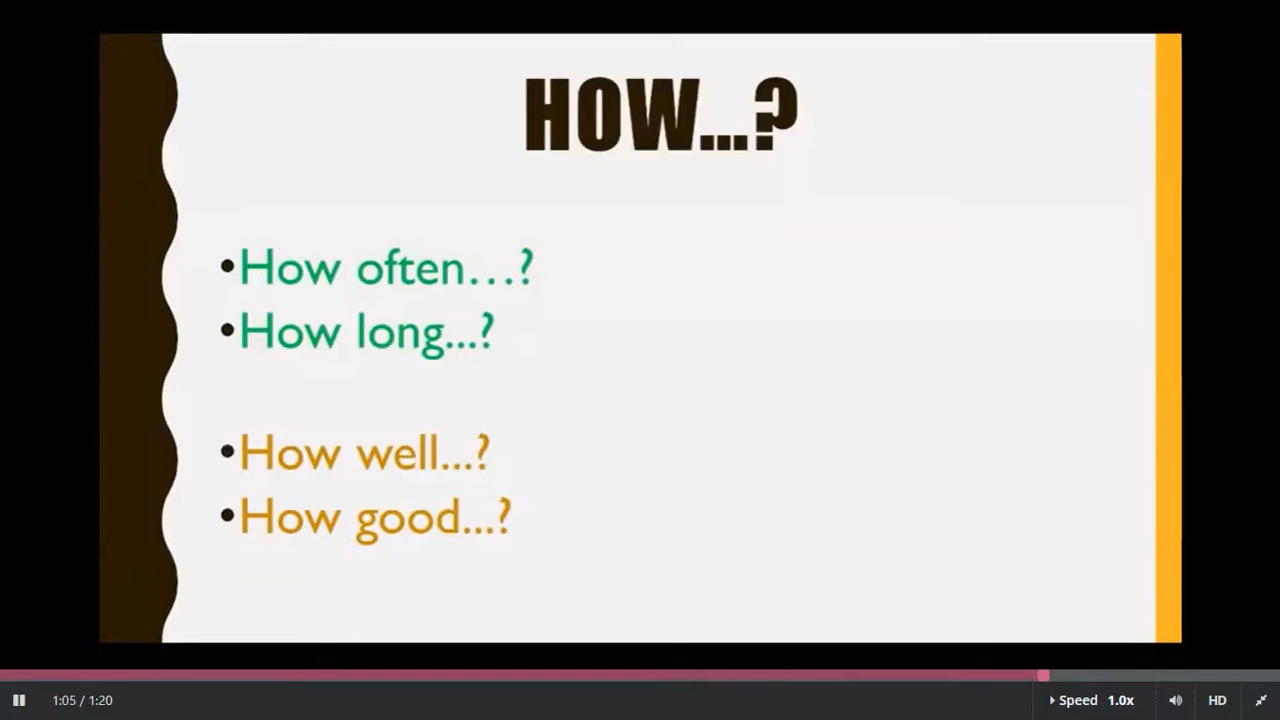 HOW...?
•How often...?
•How long...?
•How well...?
•How good...?
1:05 / 1:20
Speed 1.0x
HD